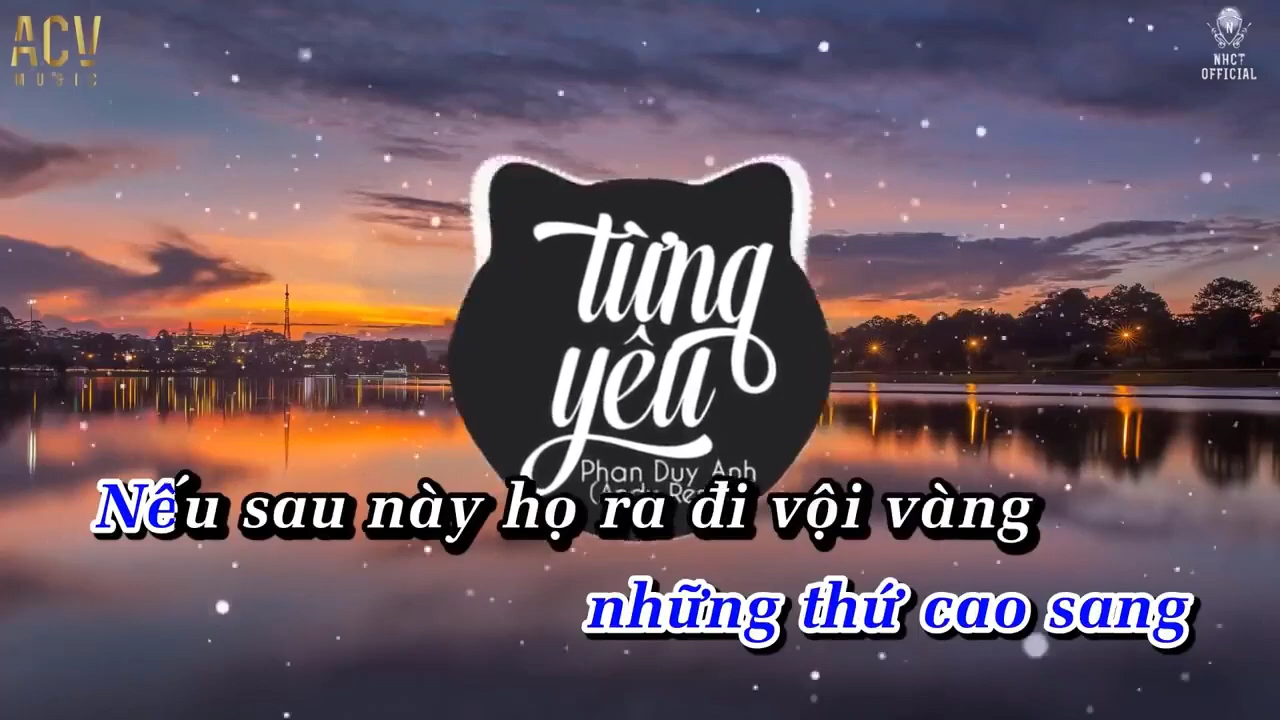 ACV
MUSIC
NHCT
OFFICIAL
từng
yêu
Phan Duy Anh
Nếu sau này họ ra đi vội vàng
những thứ cao sang